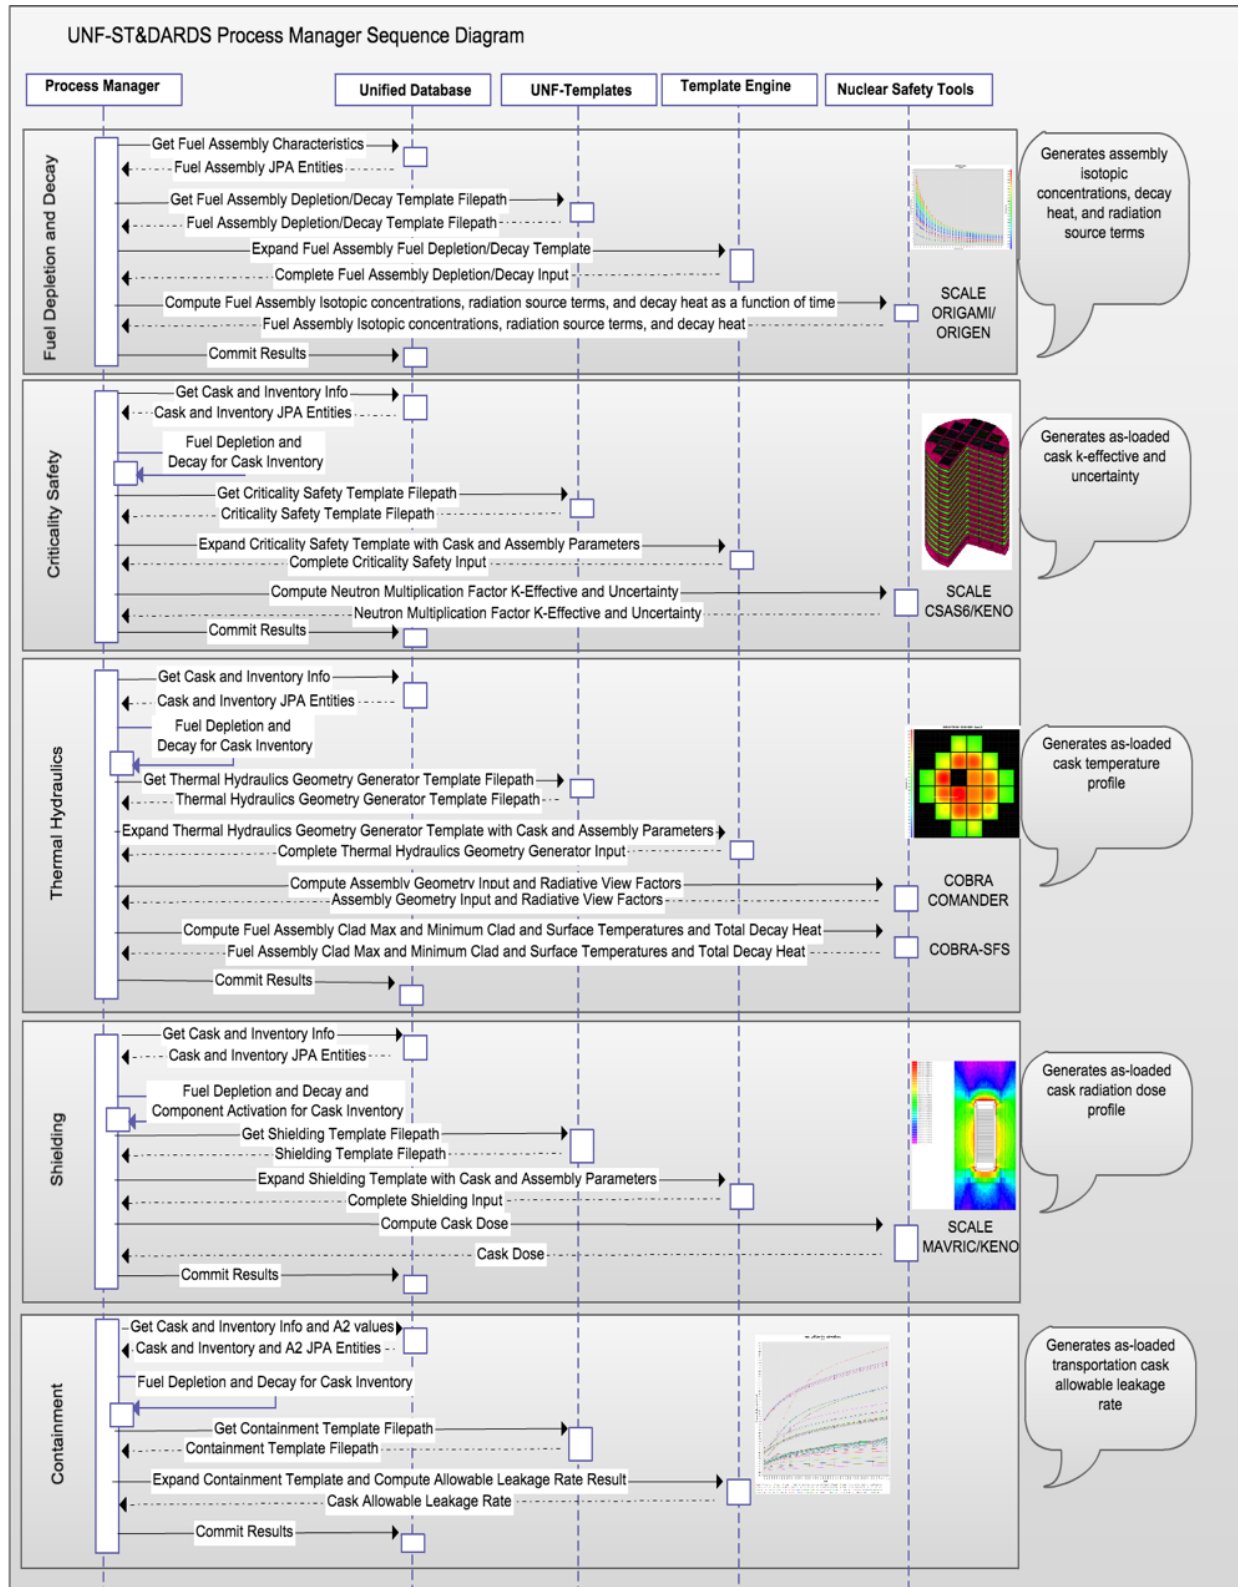 UNF-ST&DARDS Process Manager Sequence Diagram
Process Manager
Unified Database
UNF-Templates
Template Engine
Nuclear Safety Tools
Fuel Depletion and Decay
Get Fuel Assembly Characteristics
Fuel Assembly JPA Entities
Get Fuel Assembly Depletion/Decay Template Filepath
Fuel Assembly Depletion/Decay Template Filepath
Expand Fuel Assembly Fuel Depletion/Decay Template
Complete Fuel Assembly Depletion/Decay Input
Compute Fuel Assembly Isotopic concentrations, radiation source terms, and decay heat as a function of time
Fuel Assembly Isotopic concentrations, radiation source terms, and decay heat
Commit Results
SCALE
ORIGAMI/
ORIGEN
Generates assembly
isotopic
concentrations, decay
heat, and radiation
source terms
Criticality Safety
Get Cask and Inventory Info
Cask and Inventory JPA Entities
Fuel Depletion and
Decay for Cask Inventory
Get Criticality Safety Template Filepath
Criticality Safety Template Filepath
Expand Criticality Safety Template with Cask and Assembly Parameters
Complete Criticality Safety Input
Compute Neutron Multiplication Factor K-Effective and Uncertainty
Neutron Multiplication Factor K-Effective and Uncertainty
Commit Results
SCALE
CSAS6/KENO
Generates as-loaded
cask k-effective and
uncertainty
Thermal Hydraulics
Get Cask and Inventory Info
Cask and Inventory JPA Entities
Fuel Depletion and
Decay for Cask Inventory
Get Thermal Hydraulics Geometry Generator Template Filepath
Thermal Hydraulics Geometry Generator Template Filepath
Expand Thermal Hydraulics Geometry Generator Template with Cask and Assembly Parameters
Complete Thermal Hydraulics Geometry Generator Input
Compute Assembly Geometry Input and Radiative View Factors
Assembly Geometry Input and Radiative View Factors
Compute Fuel Assembly Clad Max and Minimum Clad and Surface Temperatures and Total Decay Heat
Fuel Assembly Clad Max and Minimum Clad and Surface Temperatures and Total Decay Heat
Commit Results
COBRA
COMANDER
COBRA-SFS
Generates as-loaded
cask temperature
profile
Shielding
Get Cask and Inventory Info
Cask and Inventory JPA Entities
Fuel Depletion and Decay and
Component Activation for Cask Inventory
Get Shielding Template Filepath
Shielding Template Filepath
Expand Shielding Template with Cask and Assembly Parameters
Complete Shielding Input
Compute Cask Dose
Cask Dose
Commit Results
SCALE
MAVRIC/KENO
Generates as-loaded
cask radiation dose
profile
Containment
Get Cask and Inventory Info and A2 values
Cask and Inventory and A2 JPA Entities
Fuel Depletion and Decay for Cask Inventory
Get Containment Template Filepath
Containment Template Filepath
Expand Containment Template and Compute Allowable Leakage Rate Result
Cask Allowable Leakage Rate
Commit Results
Generates as-loaded
transportation cask
allowable leakage
rate